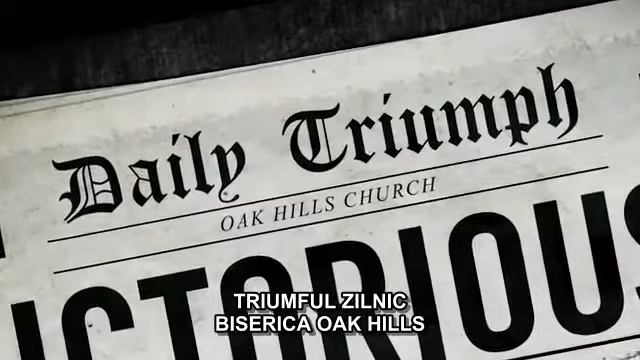 Daily Triumph
OAK HILLS CHURCH
ICTORIOUS
TRIUMFUL ZILNIC
BISERICA OAK HILLS